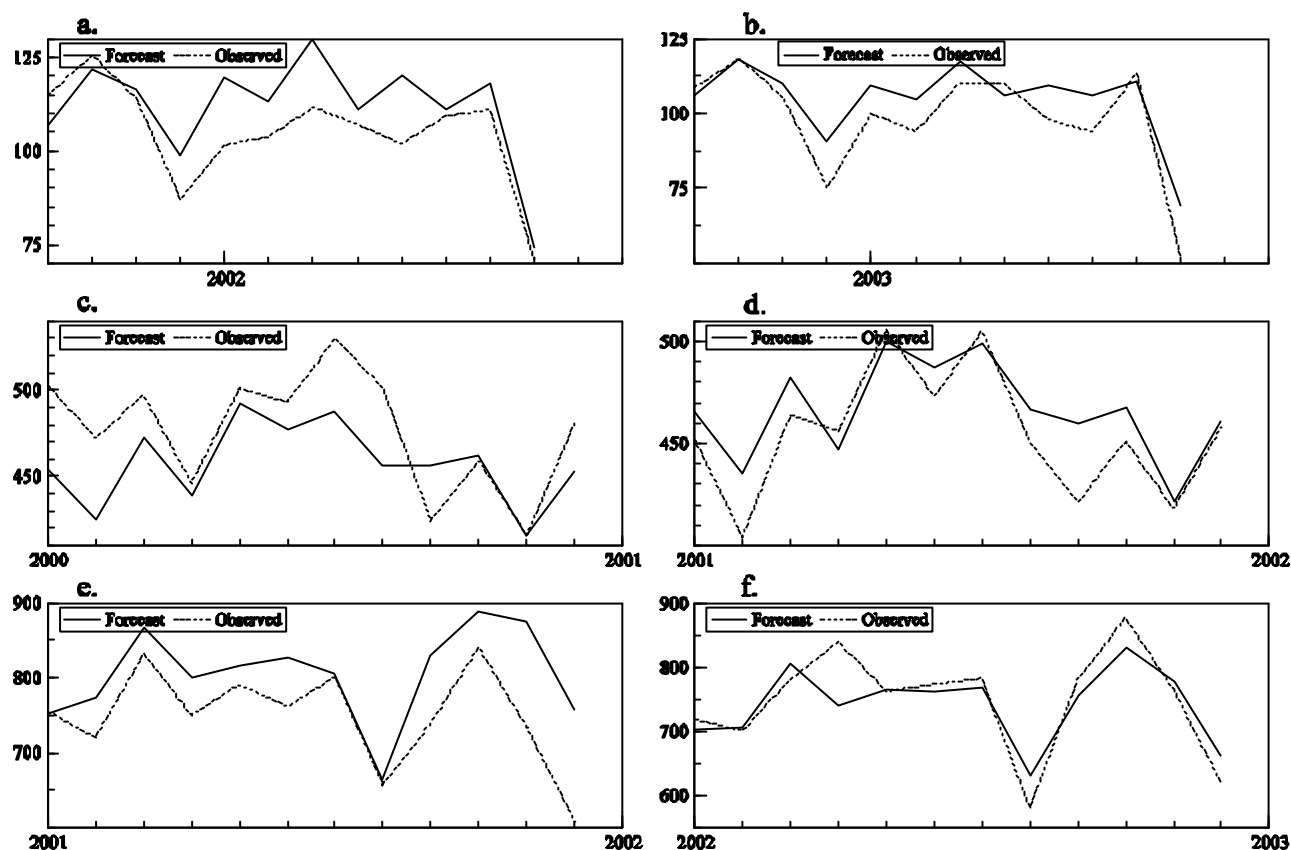 a.
Forecast Observed
125
100
75
2002
b.
Forecast Observed
125
100
75
2003
c.
Forecast Observed
500
450
2000 2001
d.
Forecast Observed
500
450
2001 2002
e.
Forecast Observed
900
800
700
2001 2002
f.
Forecast Observed
900
800
700
600
2002 2003